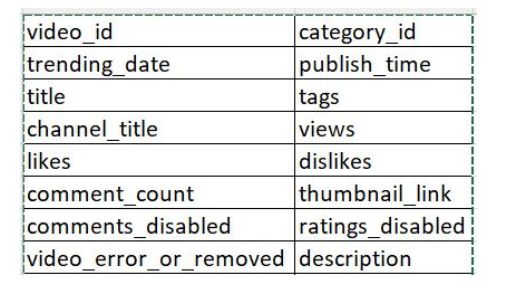 video_id category_id
trending_date publish_time
title tags
channel_title views
likes dislikes
comment_count thumbnail_link
comments_disabled ratings_disabled
video_error_or_removed description